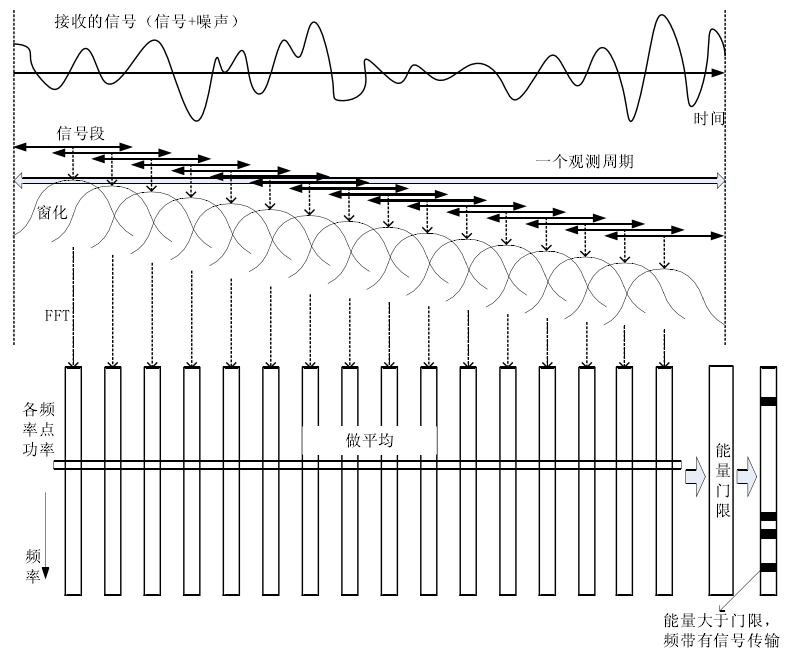 接收的信号（信号+噪声）
时间
信号段
一个观测周期
窗化
FFT
各频
率点
功率
做平均
能
量
门
限
频
率
能量大于门限，
频带有信号传输